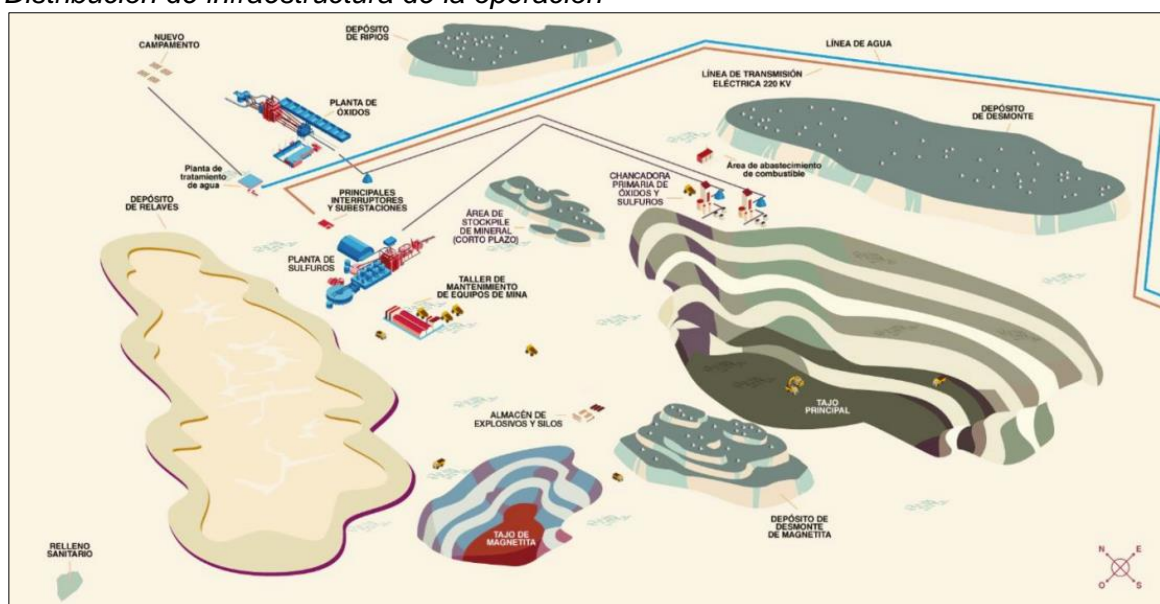 Distribución de infraestructura de la operación
NUEVO
CAMPAMENTO
DEPÓSITO
DE RIPIOS
LÍNEA DE AGUA
LÍNEA DE TRANSMISIÓN
ELÉCTRICA 220 KV
PLANTA DE
ÓXIDOS
DEPÓSITO
DE DESMONTE
Planta de
tratamiento
de agua
PRINCIPALES
INTERRUPTORES
Y SUBESTACIONES
Área de abastecimiento
de combustible
CHANCADORA
PRIMARIA DE
ÓXIDOS Y
SULFUROS
DEPÓSITO
DE RELAVES
ÁREA DE
STOCKPILE
DE MINERAL
(CORTO PLAZO)
PLANTA DE
SULFUROS
TALLER DE
MANTENIMIENTO
DE EQUIPOS DE MINA
TAJO
PRINCIPAL
ALMACÉN DE
EXPLOSIVOS Y SILOS
TAJO DE
MAGNETITA
DEPÓSITO DE
DESMONTE
DE MAGNETITA
RELLENO
SANITARIO
N E
O S